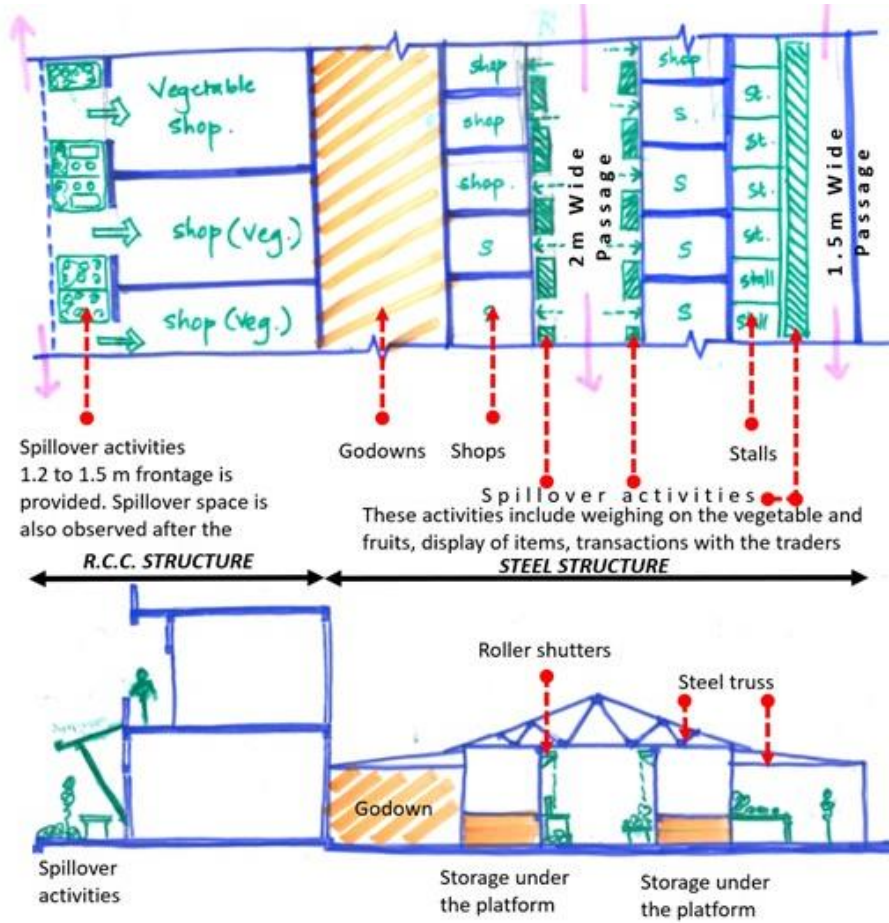 Vegetable
shop.
shop (veg.)
shop (veg.)
shop
shop
shop.
S
S
2m Wide
Passage
shop
S.
S
S
S
St.
St.
St.
St.
stall
stall
1.5m Wide
Passage
Spillover activities
1.2 to 1.5 m frontage is
provided. Spillover space is
also observed after the
Godowns
Shops
Stalls
Spillover activities
These activities include weighing on the vegetable and
fruits, display of items, transactions with the traders
R.C.C. STRUCTURE
STEEL STRUCTURE
Roller shutters
Steel truss
Godown
Spillover
activities
Storage under
the platform
Storage under
the platform